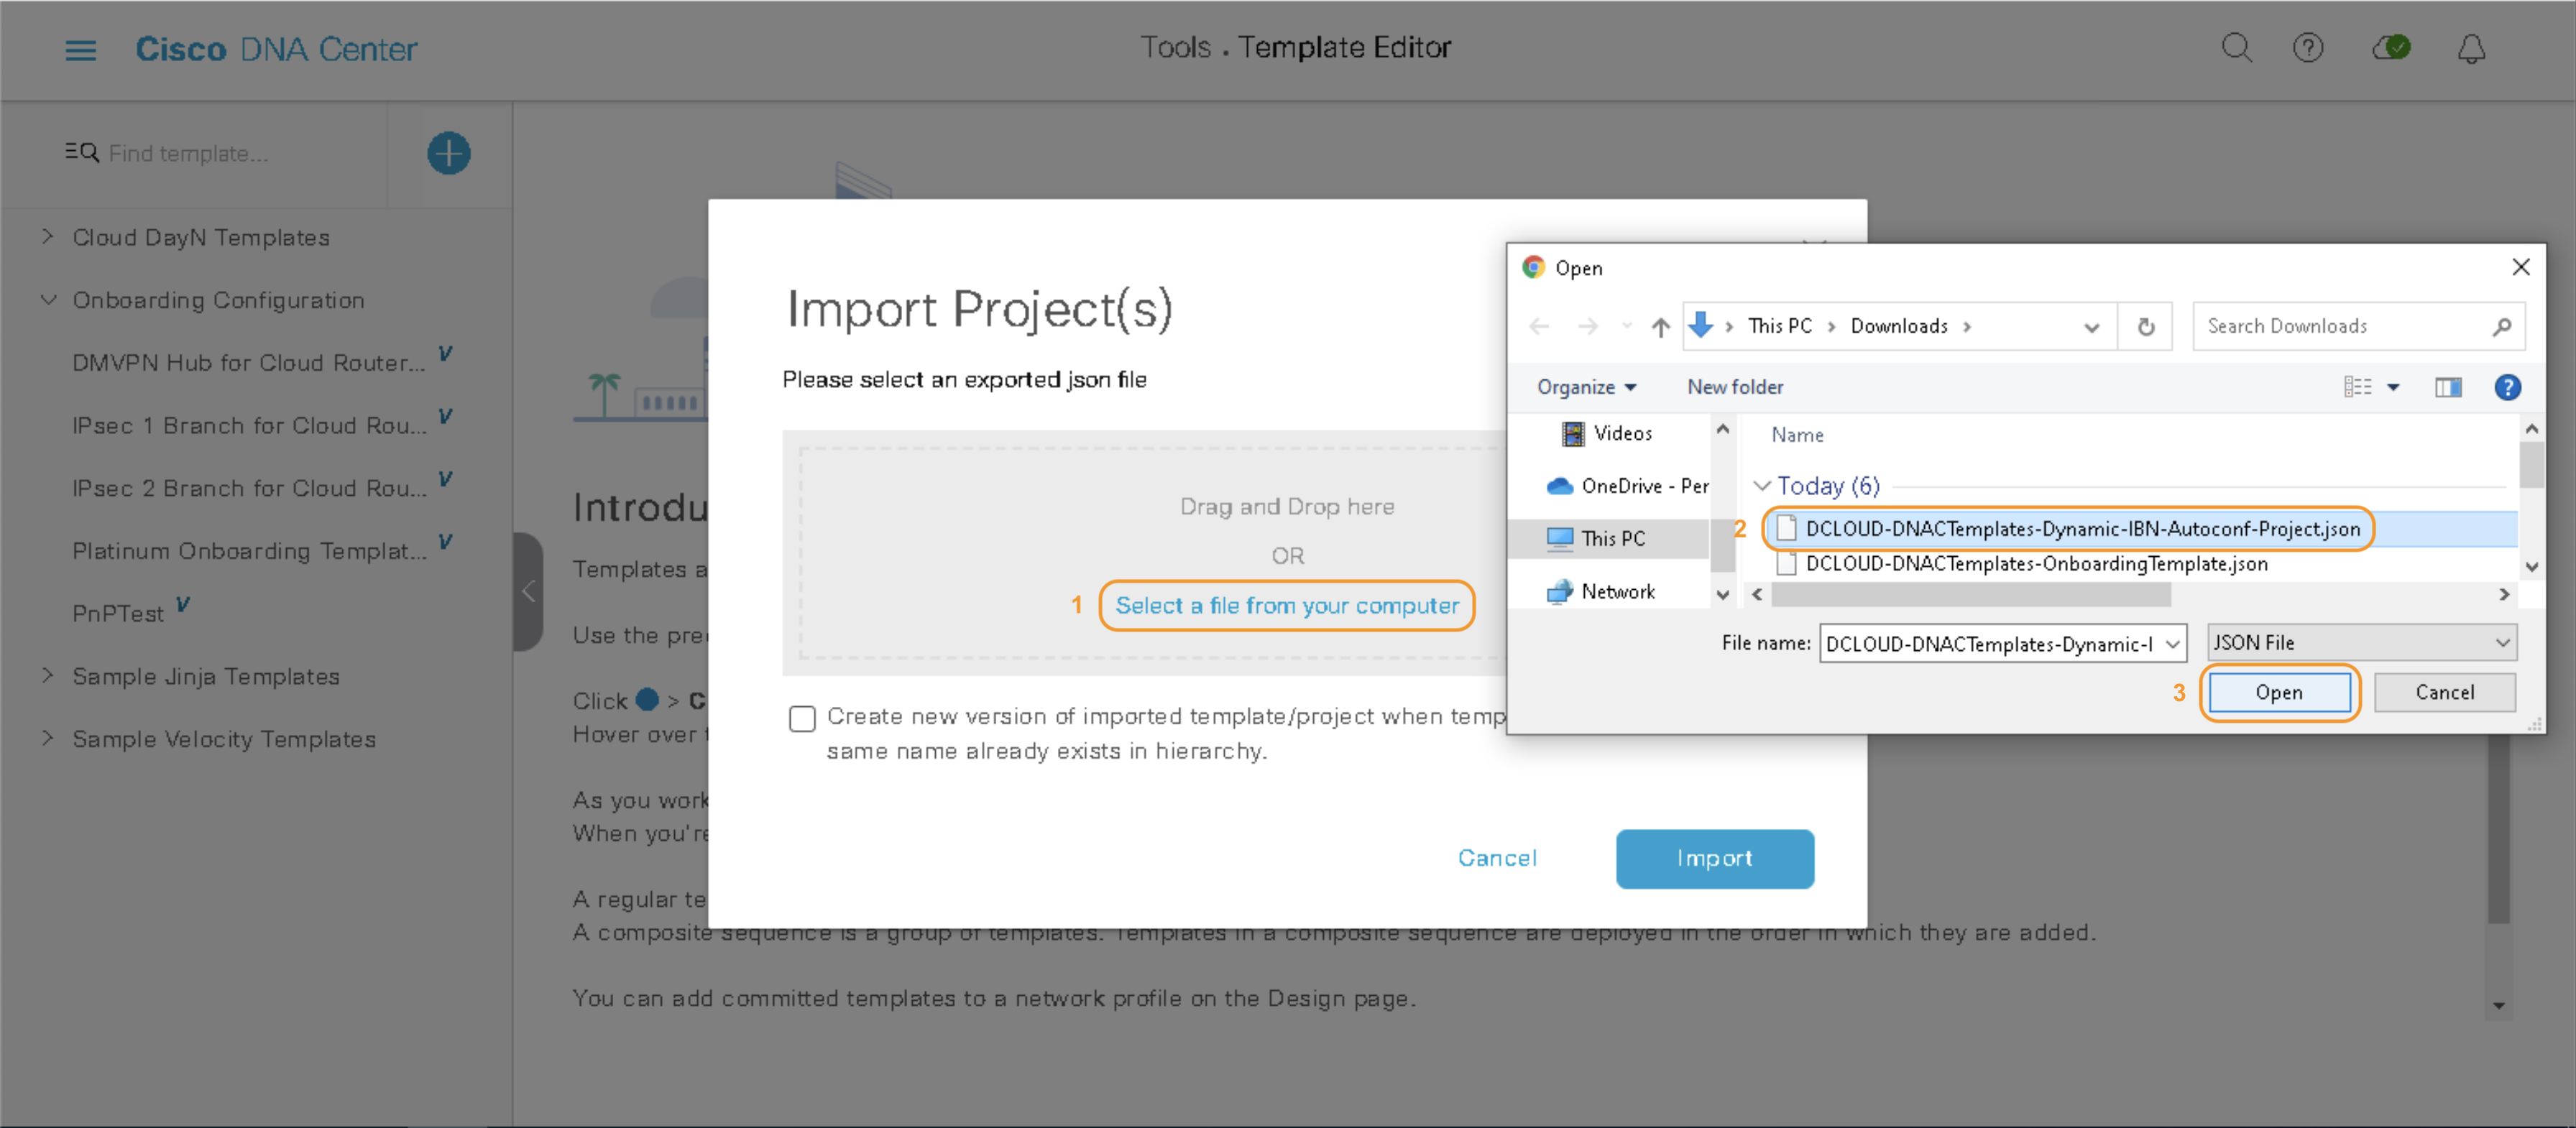 Cisco DNA Center
Tools . Template Editor
Find template...
Cloud DayN Templates
Onboarding Configuration
DMVPN Hub for Cloud Router... V
IPsec 1 Branch for Cloud Rou... V
IPsec 2 Branch for Cloud Rou... V
Platinum Onboarding Templat... V
PnPTest V
Sample Jinja Templates
Sample Velocity Templates
Introdu
Templates a
Use the pre
Click > C
Hover over
As you work
When you're
A regular te
A composite sequence is a group of templates. Templates in a composite sequence are deployed in the order in which they are added.
You can add committed templates to a network profile on the Design page.
Import Project(s)
Please select an exported json file
Drag and Drop here
OR
1 Select a file from your computer
Create new version of imported template/project when temp
same name already exists in hierarchy.
Cancel
Import
Open
This PC > Downloads >
Search Downloads
Organize
New folder
Videos
OneDrive - Per
This PC
Network
Name
Today (6)
2 DCLOUD-DNACTemplates-Dynamic-IBN-Autoconf-Project.json
DCLOUD-DNACTemplates-OnboardingTemplate.json
File name: DCLOUD-DNACTemplates-Dynamic-I
JSON File
3 Open
Cancel